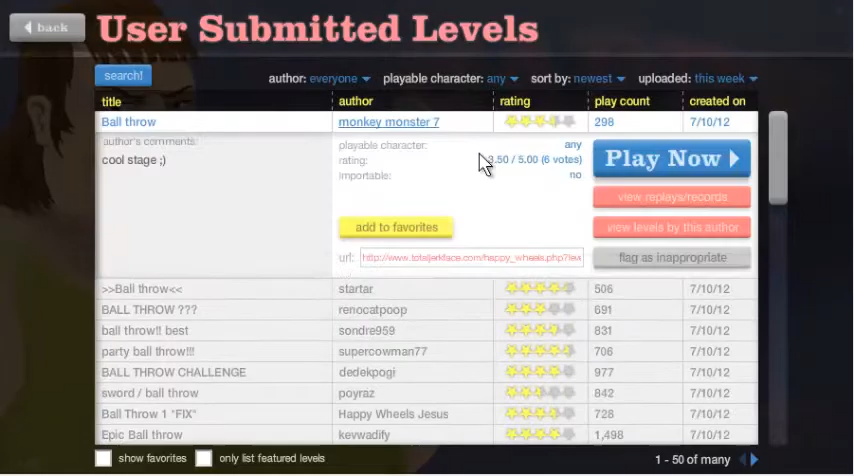 back
User Submitted Levels
search!
author: everyone playable character: any sort by: newest uploaded: this week
title author rating play count created on
Ball throw monkey monster 7 298 7/10/12
author's comments:
cool stage ;)
playable character: any
rating: 3.50 / 5.00 (6 votes)
importable: no
Play Now
view replays/records
add to favorites
view levels by this author
url: http://www.totaljerkface.com/happy_wheels.php?lev
flag as inappropriate
>>Ball throw<< startar 506 7/10/12
BALL THROW ??? renocatpoop 691 7/10/12
ball throw!! best sondre959 831 7/10/12
party ball throw!!! supercowman77 706 7/10/12
BALL THROW CHALLENGE dedekpogi 977 7/10/12
sword / ball throw poyraz 842 7/10/12
Ball Throw 1 "FIX" Happy Wheels Jesus 728 7/10/12
Epic Ball throw kevwadify 1,498 7/10/12
show favorites only list featured levels 1 - 50 of many